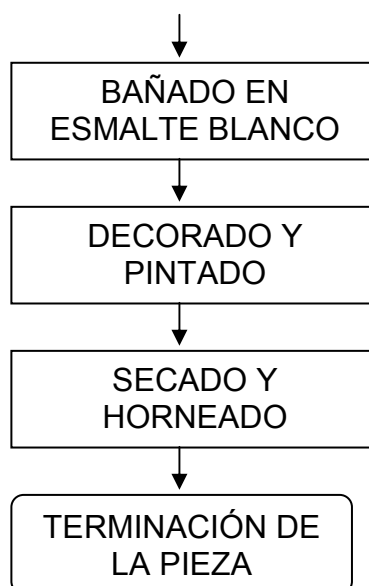 BAÑADO EN
ESMALTE BLANCO
DECORADO Y
PINTADO
SECADO Y
HORNEADO
TERMINACIÓN DE
LA PIEZA